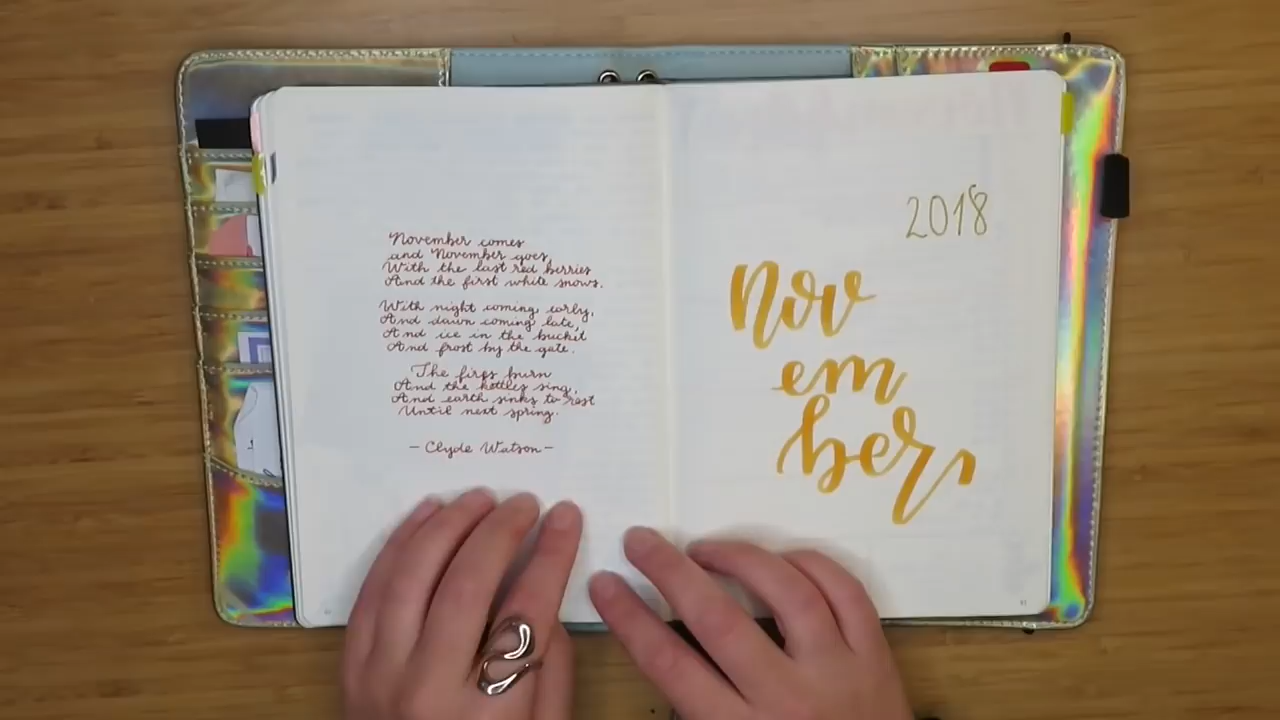 November comes
and November goes,
With the last red berries
And the first white snows.
With night coming early,
And dawn coming late,
And ice in the bucket
And frost by the gate.
The fires burn
And the kettles sing,
And earth sinks to rest
Until next spring.
— Clyde Watson —
2018
Nov
em
ber